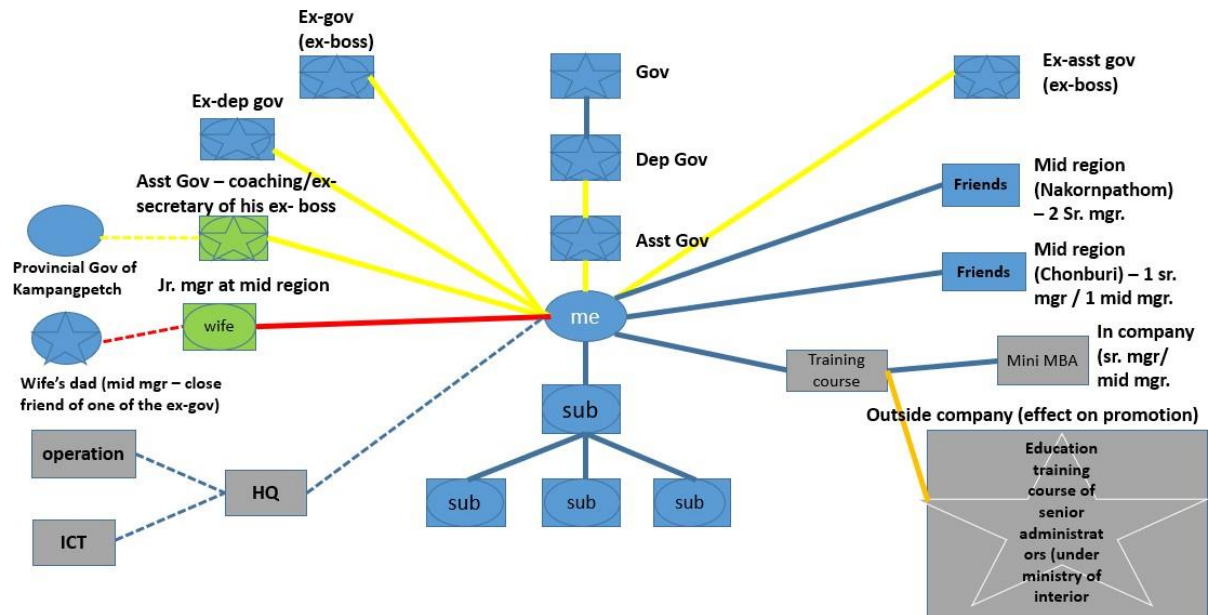 Ex-gov
(ex-boss)
Gov
Ex-asst gov
(ex-boss)
Ex-dep gov
Dep Gov
Asst Gov – coaching/ex-
secretary of his ex- boss
Friends
Mid region
(Nakornpathom)
– 2 Sr. mgr.
Asst Gov
Provincial Gov of
Kampangpetch
Jr. mgr at mid region
Friends
Mid region
(Chonburi) – 1 sr.
mgr / 1 mid mgr.
wife
me
Wife's dad (mid mgr – close
friend of one of the ex-gov)
Training
course
Mini MBA
In company
(sr. mgr/
mid mgr.
sub
Outside company (effect on promotion)
operation
HQ
ICT
sub
sub
sub
Education
training
course of
senior
administrat
ors (under
ministry of
interior